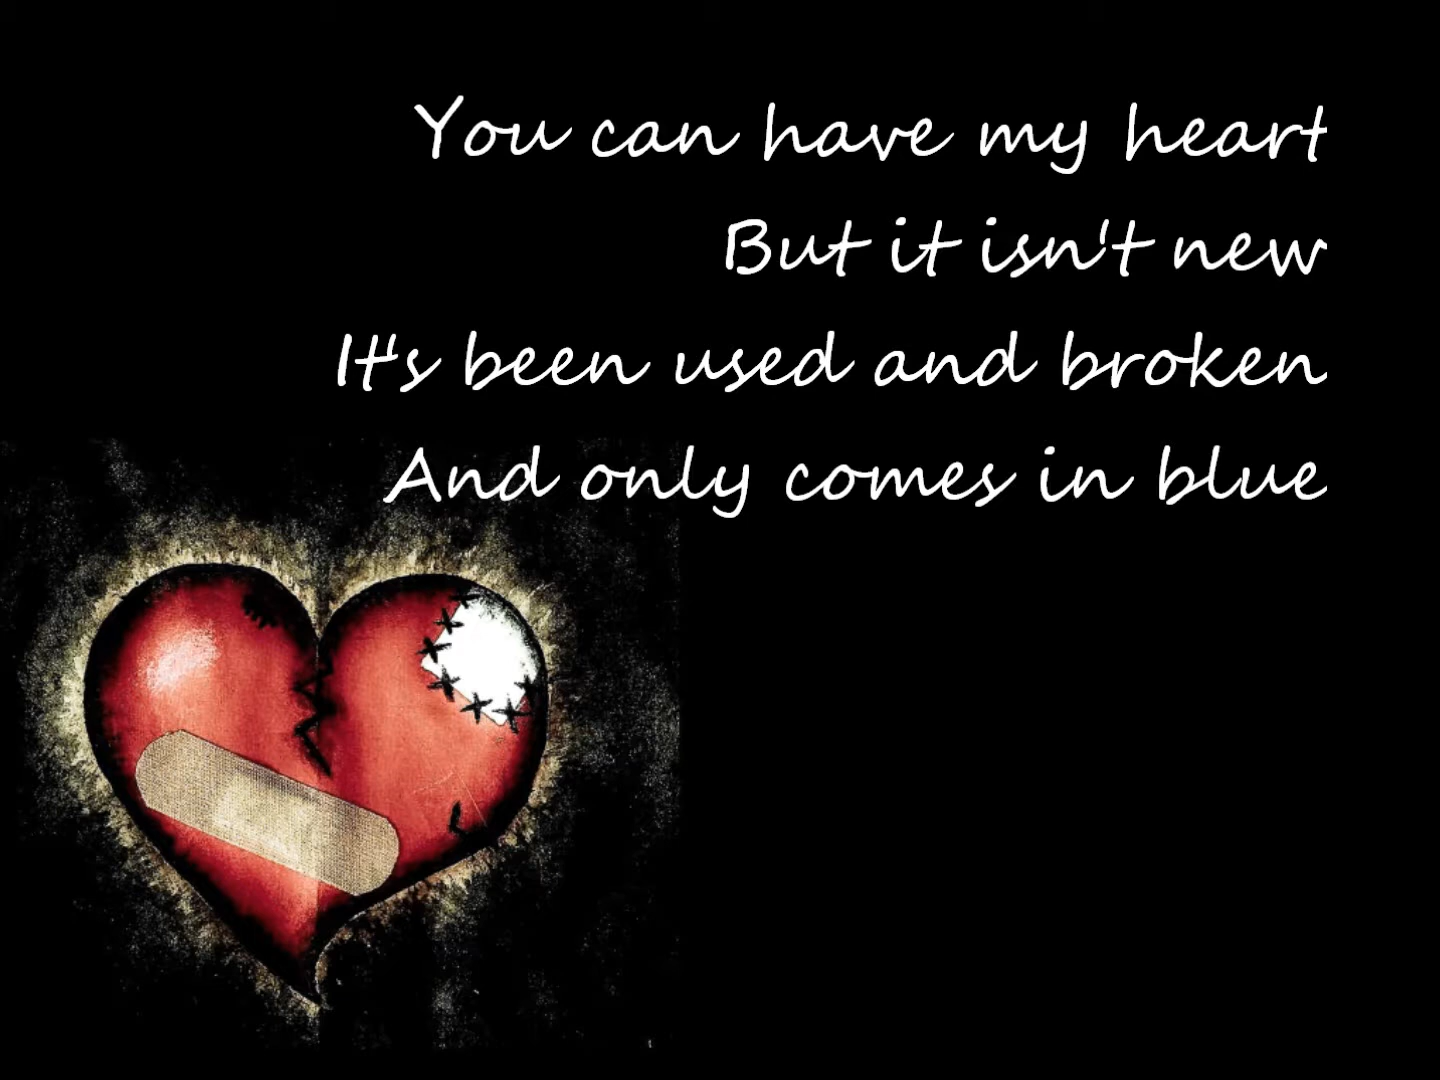 You can have my heart
But it isn't new
It's been used and broken
And only comes in blue